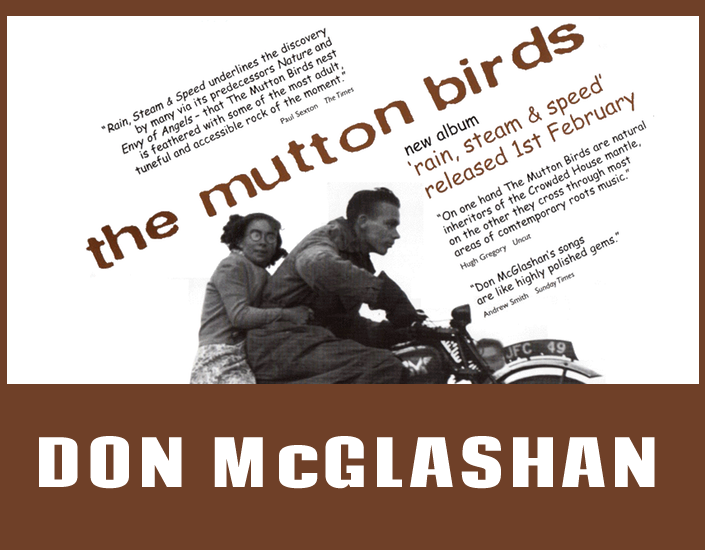 "Rain, Steam & Speed underlines the discovery
by many via its predecessors Nature and
Envy of Angels - that The Mutton Birds nest
is feathered with some of the most adult,
tuneful and accessible rock of the moment."
Paul Sexton The Times
the mutton birds
new album
'rain, steam & speed'
released 1st February
"On one hand The Mutton Birds are natural
inheritors of the Crowded House mantle,
on the other they cross through most
areas of comtemporary roots music."
Hugh Gregory Uncut
"Don McGlashan's songs
are like highly polished gems."
Andrew Smith Sunday Times
JFC 49
DON McGLASHAN